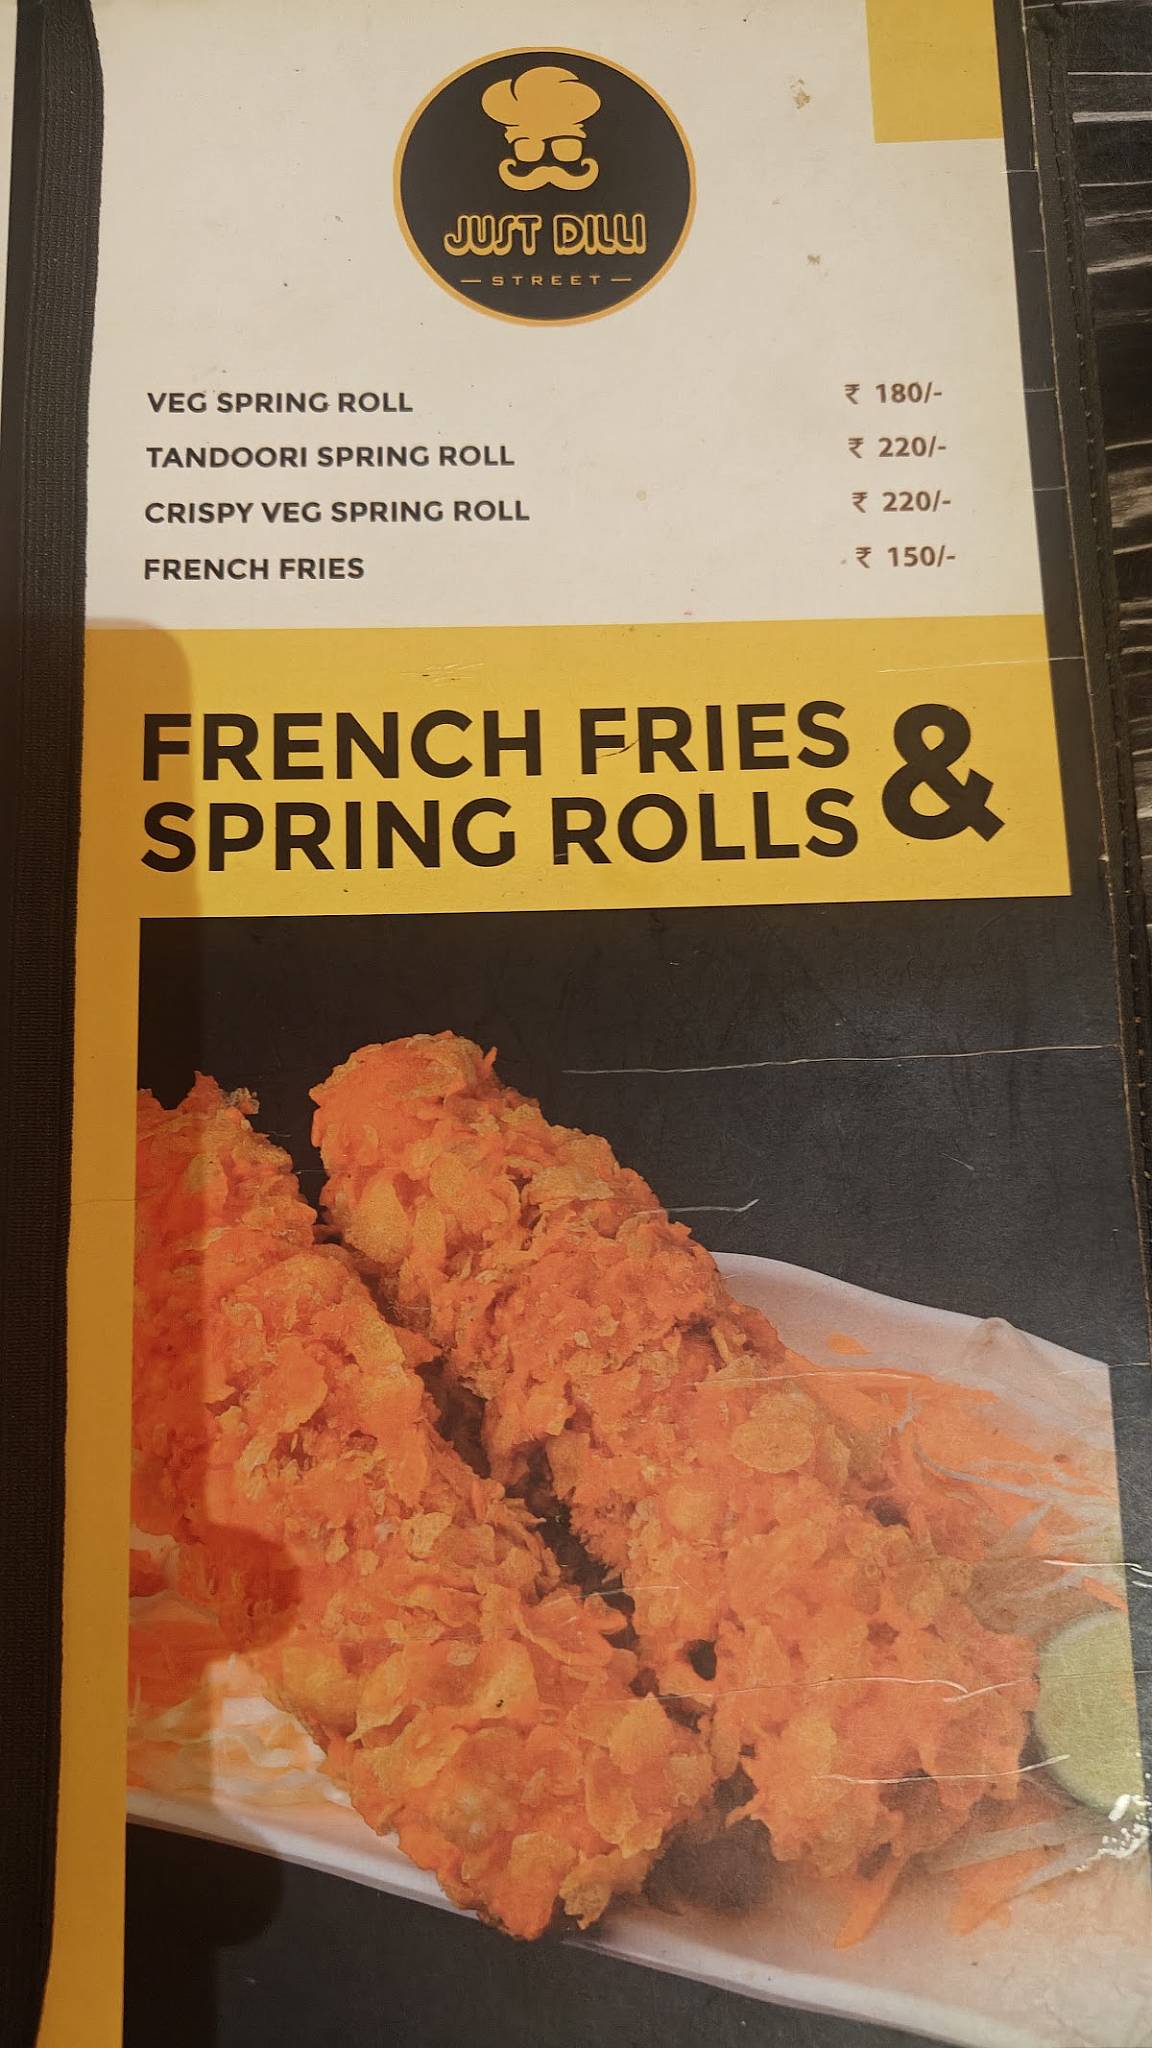 JUST DILLI
STREET
VEG SPRING ROLL ₹ 180/-
TANDOORI SPRING ROLL ₹ 220/-
CRISPY VEG SPRING ROLL ₹ 220/-
FRENCH FRIES ₹ 150/-
FRENCH FRIES &
SPRING ROLLS